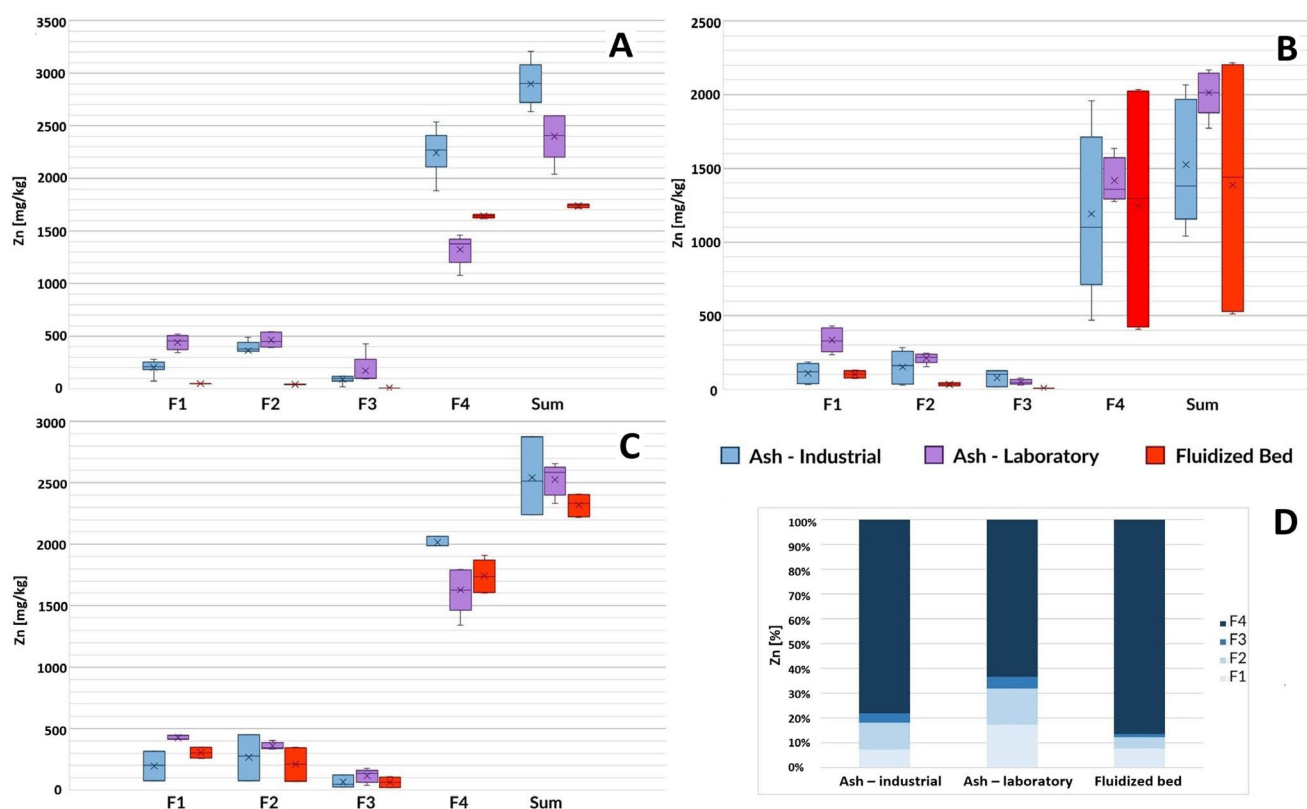 A
3500
3000
2500
2000
1500
1000
500
0
Zn [mg/kg]
F1 F2 F3 F4 Sum
B
2500
2000
1500
1000
500
0
Zn [mg/kg]
F1 F2 F3 F4 Sum
C
3000
2500
2000
1500
1000
500
0
Zn [mg/kg]
F1 F2 F3 F4 Sum
Ash - Industrial Ash - Laboratory Fluidized Bed
D
100%
90%
80%
70%
60%
50%
40%
30%
20%
10%
0%
Zn [%]
Ash – industrial Ash – laboratory Fluidized bed
F4
F3
F2
F1